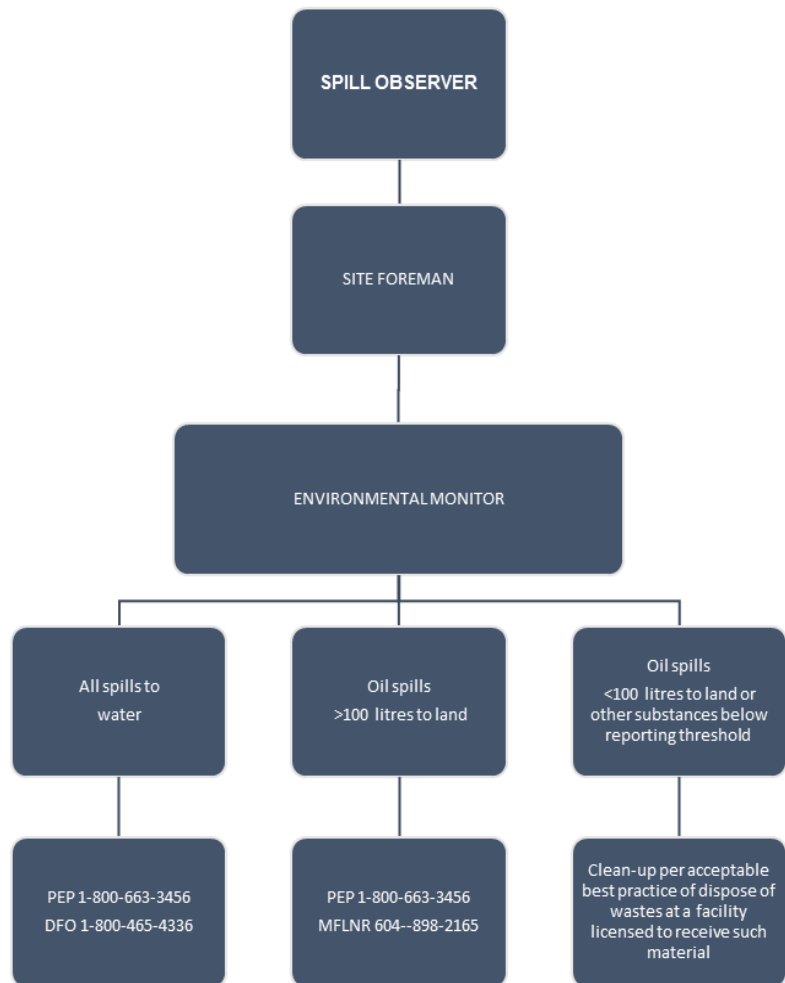 SPILL OBSERVER
SITE FOREMAN
ENVIRONMENTAL MONITOR
All spills to
water
Oil spills
>100 litres to land
Oil spills
<100 litres to land or
other substances below
reporting threshold
PEP 1-800-663-3456
DFO 1-800-465-4336
PEP 1-800-663-3456
MFLNR 604--898-2165
Clean-up per acceptable
best practice of dispose of
wastes at a facility
licensed to receive such
material